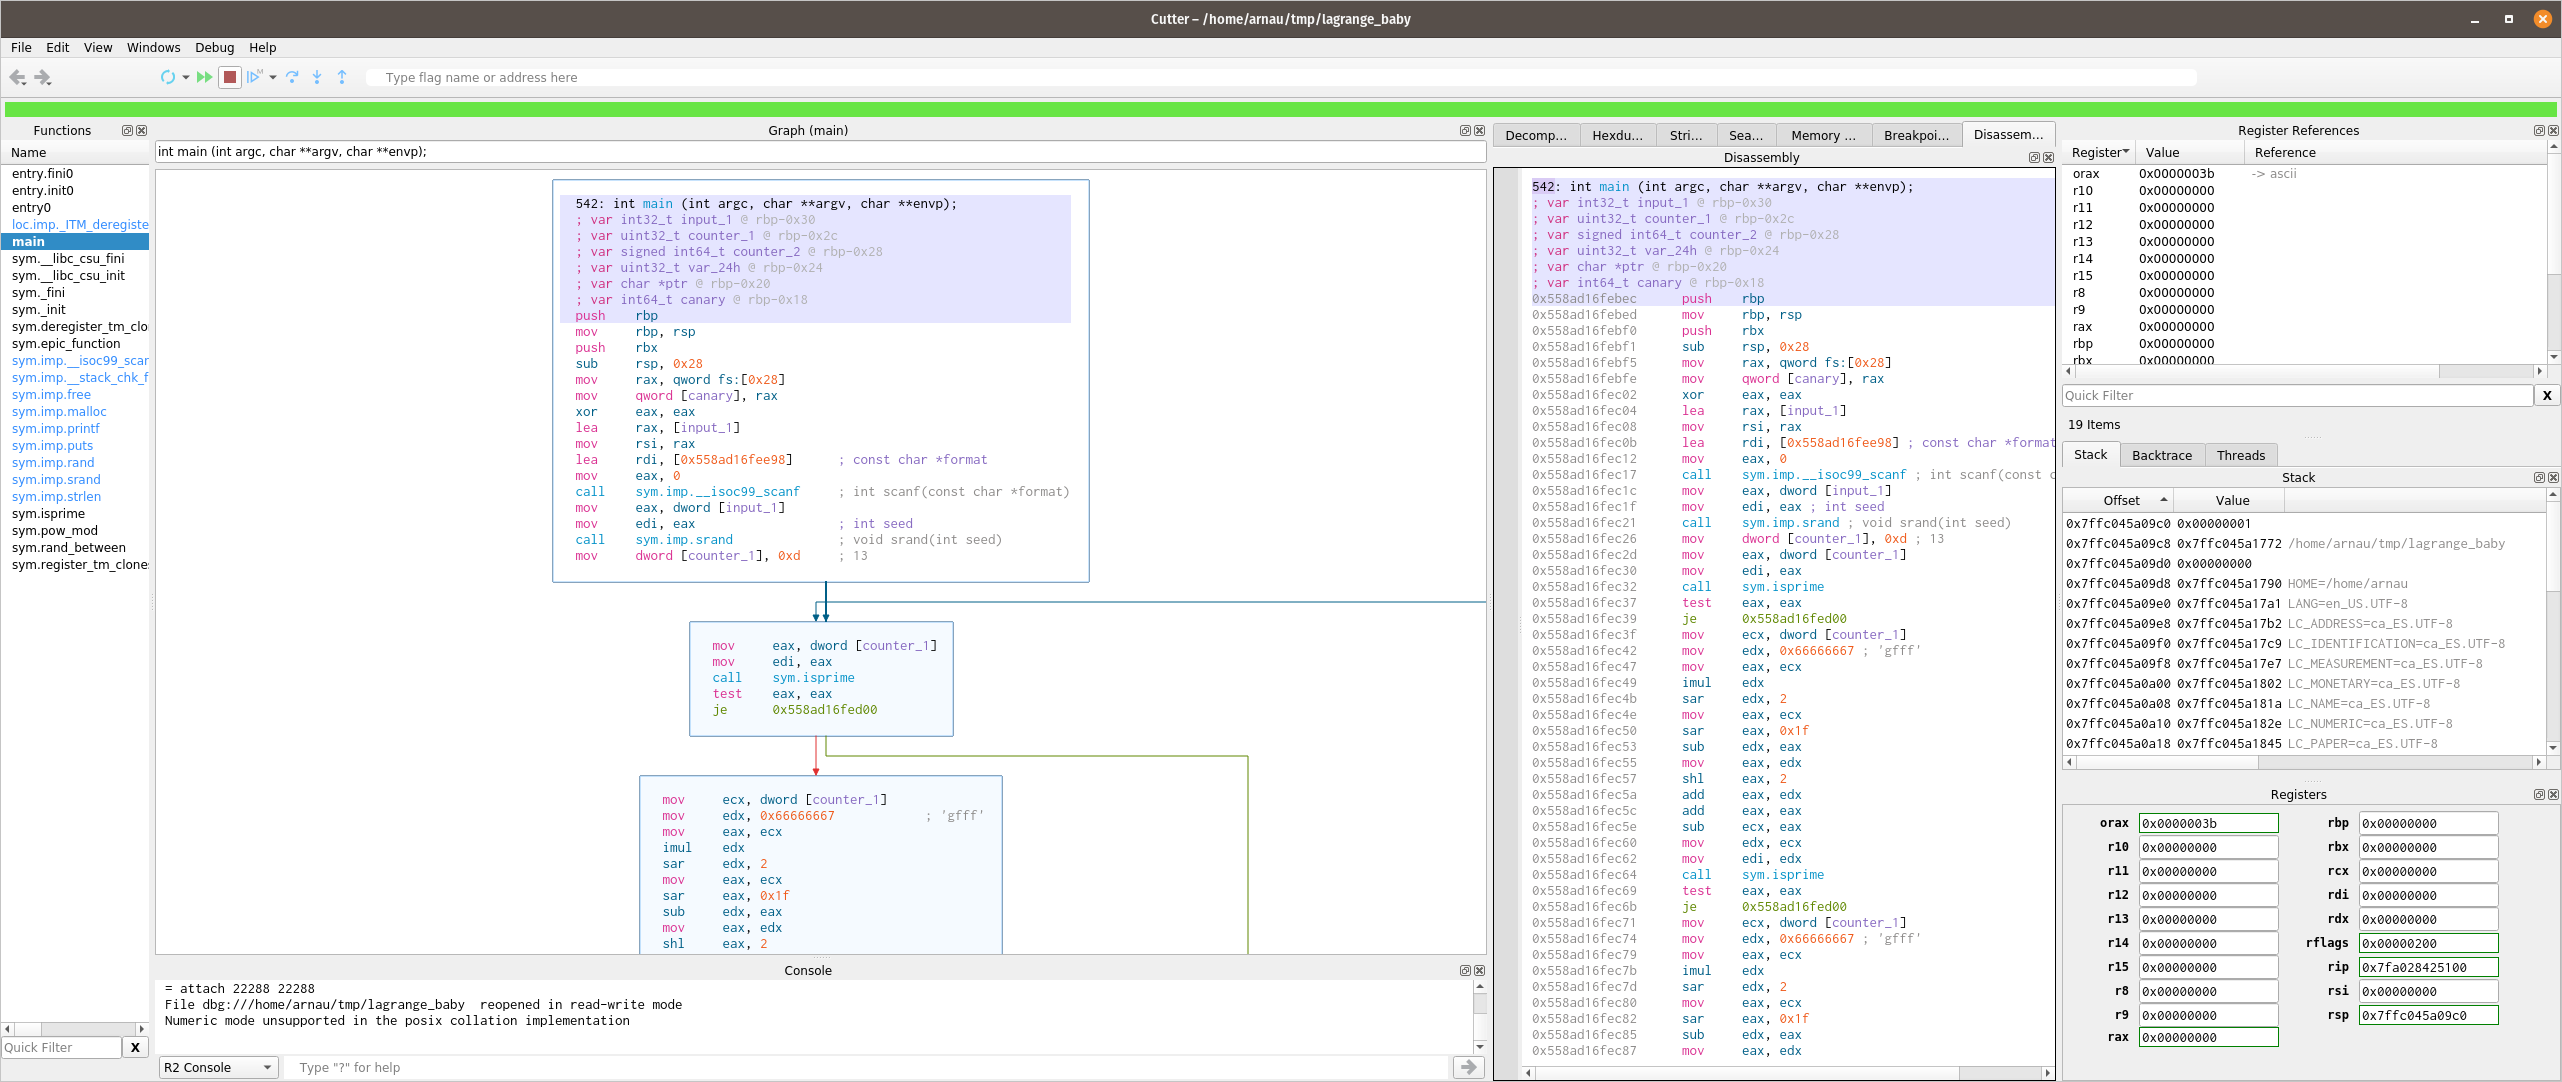 Cutter – /home/arnau/tmp/lagrange_baby
File Edit View Windows Debug Help
Type flag name or address here
Functions
Name
entry.fini0
entry.init0
entry0
loc.imp._ITM_deregiste
main
sym.__libc_csu_fini
sym.__libc_csu_init
sym._fini
sym._init
sym.deregister_tm_clo
sym.epic_function
sym.imp.__isoc99_scar
sym.imp.__stack_chk_f
sym.imp.free
sym.imp.malloc
sym.imp.printf
sym.imp.puts
sym.imp.rand
sym.imp.srand
sym.imp.strlen
sym.isprime
sym.pow_mod
sym.rand_between
sym.register_tm_clone
Quick Filter X
Graph (main)
int main (int argc, char **argv, char **envp);
542: int main (int argc, char **argv, char **envp);
; var int32_t input_1 @ rbp-0x30
; var uint32_t counter_1 @ rbp-0x2c
; var signed int64_t counter_2 @ rbp-0x28
; var uint32_t var_24h @ rbp-0x24
; var char *ptr @ rbp-0x20
; var int64_t canary @ rbp-0x18
push rbp
mov rbp, rsp
push rbx
sub rsp, 0x28
mov rax, qword fs:[0x28]
mov qword [canary], rax
xor eax, eax
lea rax, [input_1]
mov rsi, rax
lea rdi, [0x558ad16fee98] ; const char *format
mov eax, 0
call sym.imp.__isoc99_scanf ; int scanf(const char *format)
mov eax, dword [input_1]
mov edi, eax ; int seed
call sym.imp.srand ; void srand(int seed)
mov dword [counter_1], 0xd ; 13
mov eax, dword [counter_1]
mov edi, eax
call sym.isprime
test eax, eax
je 0x558ad16fed00
mov ecx, dword [counter_1]
mov edx, 0x66666667 ; 'gfff'
mov eax, ecx
imul edx
sar edx, 2
mov eax, ecx
sar eax, 0x1f
sub edx, eax
mov eax, edx
shl eax, 2
Console
= attach 22288 22288
File dbg:///home/arnau/tmp/lagrange_baby reopened in read-write mode
Numeric mode unsupported in the posix collation implementation
R2 Console Type "?" for help
Decomp... Hexdu... Stri... Sea... Memory ... Breakpoi... Disassem...
Disassembly
542: int main (int argc, char **argv, char **envp);
; var int32_t input_1 @ rbp-0x30
; var uint32_t counter_1 @ rbp-0x2c
; var signed int64_t counter_2 @ rbp-0x28
; var uint32_t var_24h @ rbp-0x24
; var char *ptr @ rbp-0x20
; var int64_t canary @ rbp-0x18
0x558ad16febec push rbp
0x558ad16febed mov rbp, rsp
0x558ad16febf0 push rbx
0x558ad16febf1 sub rsp, 0x28
0x558ad16febf5 mov rax, qword fs:[0x28]
0x558ad16febfe mov qword [canary], rax
0x558ad16fec02 xor eax, eax
0x558ad16fec04 lea rax, [input_1]
0x558ad16fec08 mov rsi, rax
0x558ad16fec0b lea rdi, [0x558ad16fee98] ; const char *format
0x558ad16fec12 mov eax, 0
0x558ad16fec17 call sym.imp.__isoc99_scanf ; int scanf(const c
0x558ad16fec1c mov eax, dword [input_1]
0x558ad16fec1f mov edi, eax ; int seed
0x558ad16fec21 call sym.imp.srand ; void srand(int seed)
0x558ad16fec26 mov dword [counter_1], 0xd ; 13
0x558ad16fec2d mov eax, dword [counter_1]
0x558ad16fec30 mov edi, eax
0x558ad16fec32 call sym.isprime
0x558ad16fec37 test eax, eax
0x558ad16fec39 je 0x558ad16fed00
0x558ad16fec3f mov ecx, dword [counter_1]
0x558ad16fec42 mov edx, 0x66666667 ; 'gfff'
0x558ad16fec47 mov eax, ecx
0x558ad16fec49 imul edx
0x558ad16fec4b sar edx, 2
0x558ad16fec4e mov eax, ecx
0x558ad16fec50 sar eax, 0x1f
0x558ad16fec53 sub edx, eax
0x558ad16fec55 mov eax, edx
0x558ad16fec57 shl eax, 2
0x558ad16fec5a add eax, edx
0x558ad16fec5c add eax, eax
0x558ad16fec5e sub ecx, eax
0x558ad16fec60 mov edx, ecx
0x558ad16fec62 mov edi, edx
0x558ad16fec64 call sym.isprime
0x558ad16fec69 test eax, eax
0x558ad16fec6b je 0x558ad16fed00
0x558ad16fec71 mov ecx, dword [counter_1]
0x558ad16fec74 mov edx, 0x66666667 ; 'gfff'
0x558ad16fec79 mov eax, ecx
0x558ad16fec7b imul edx
0x558ad16fec7d sar edx, 2
0x558ad16fec80 mov eax, ecx
0x558ad16fec82 sar eax, 0x1f
0x558ad16fec85 sub edx, eax
0x558ad16fec87 mov eax, edx
Register References
Register Value Reference
orax 0x0000003b -> ascii
r10 0x00000000
r11 0x00000000
r12 0x00000000
r13 0x00000000
r14 0x00000000
r15 0x00000000
r8 0x00000000
r9 0x00000000
rax 0x00000000
rbp 0x00000000
rbx 0x00000000
Quick Filter X
19 Items
Stack Backtrace Threads
Stack
Offset Value
0x7ffc045a09c0 0x00000001
0x7ffc045a09c8 0x7ffc045a1772 /home/arnau/tmp/lagrange_baby
0x7ffc045a09d0 0x00000000
0x7ffc045a09d8 0x7ffc045a1790 HOME=/home/arnau
0x7ffc045a09e0 0x7ffc045a17a1 LANG=en_US.UTF-8
0x7ffc045a09e8 0x7ffc045a17b2 LC_ADDRESS=ca_ES.UTF-8
0x7ffc045a09f0 0x7ffc045a17c9 LC_IDENTIFICATION=ca_ES.UTF-8
0x7ffc045a09f8 0x7ffc045a17e7 LC_MEASUREMENT=ca_ES.UTF-8
0x7ffc045a0a00 0x7ffc045a1802 LC_MONETARY=ca_ES.UTF-8
0x7ffc045a0a08 0x7ffc045a181a LC_NAME=ca_ES.UTF-8
0x7ffc045a0a10 0x7ffc045a182e LC_NUMERIC=ca_ES.UTF-8
0x7ffc045a0a18 0x7ffc045a1845 LC_PAPER=ca_ES.UTF-8
Registers
orax 0x0000003b rbp 0x00000000
r10 0x00000000 rbx 0x00000000
r11 0x00000000 rcx 0x00000000
r12 0x00000000 rdi 0x00000000
r13 0x00000000 rdx 0x00000000
r14 0x00000000 rflags 0x00000200
r15 0x00000000 rip 0x7fa028425100
r8 0x00000000 rsi 0x00000000
r9 0x00000000 rsp 0x7ffc045a09c0
rax 0x00000000